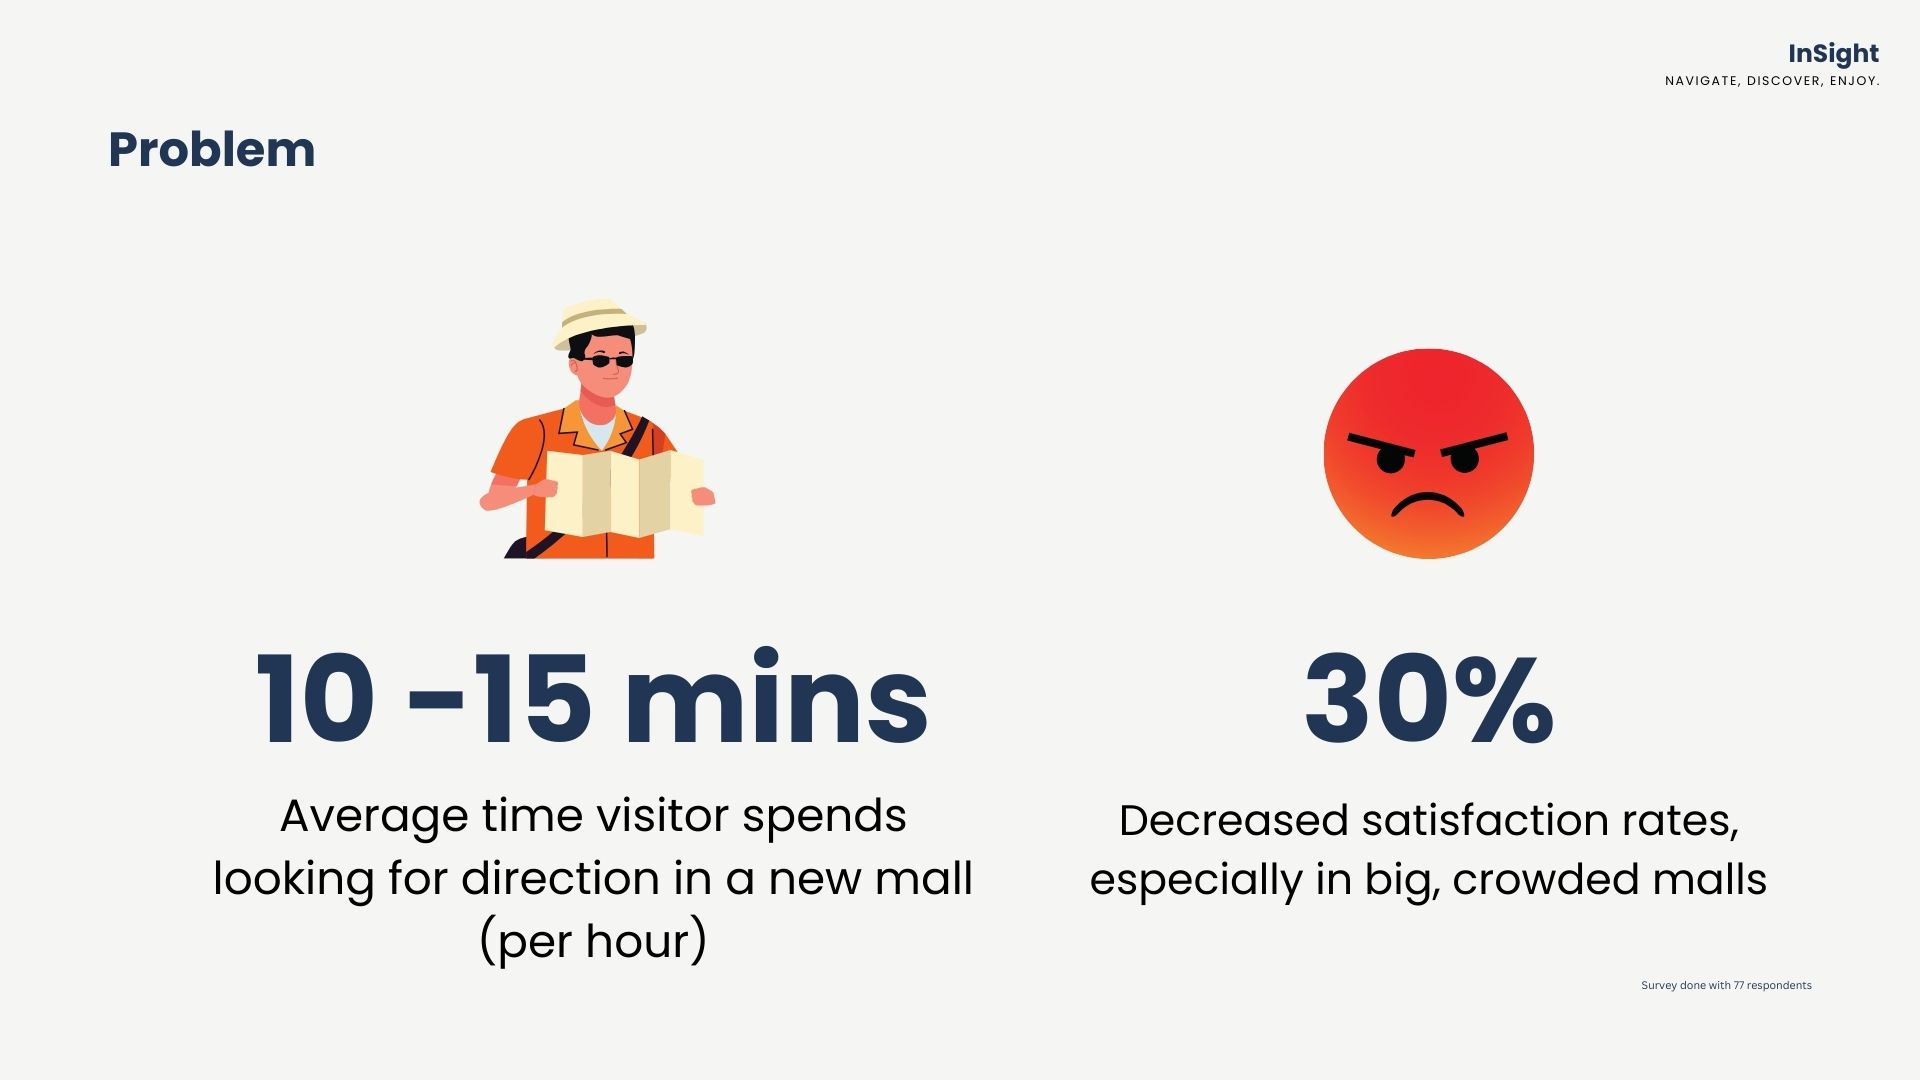 InSight
NAVIGATE, DISCOVER, ENJOY.
Problem
10 -15 mins
Average time visitor spends
looking for direction in a new mall
(per hour)
30%
Decreased satisfaction rates,
especially in big, crowded malls
Survey done with 77 respondents